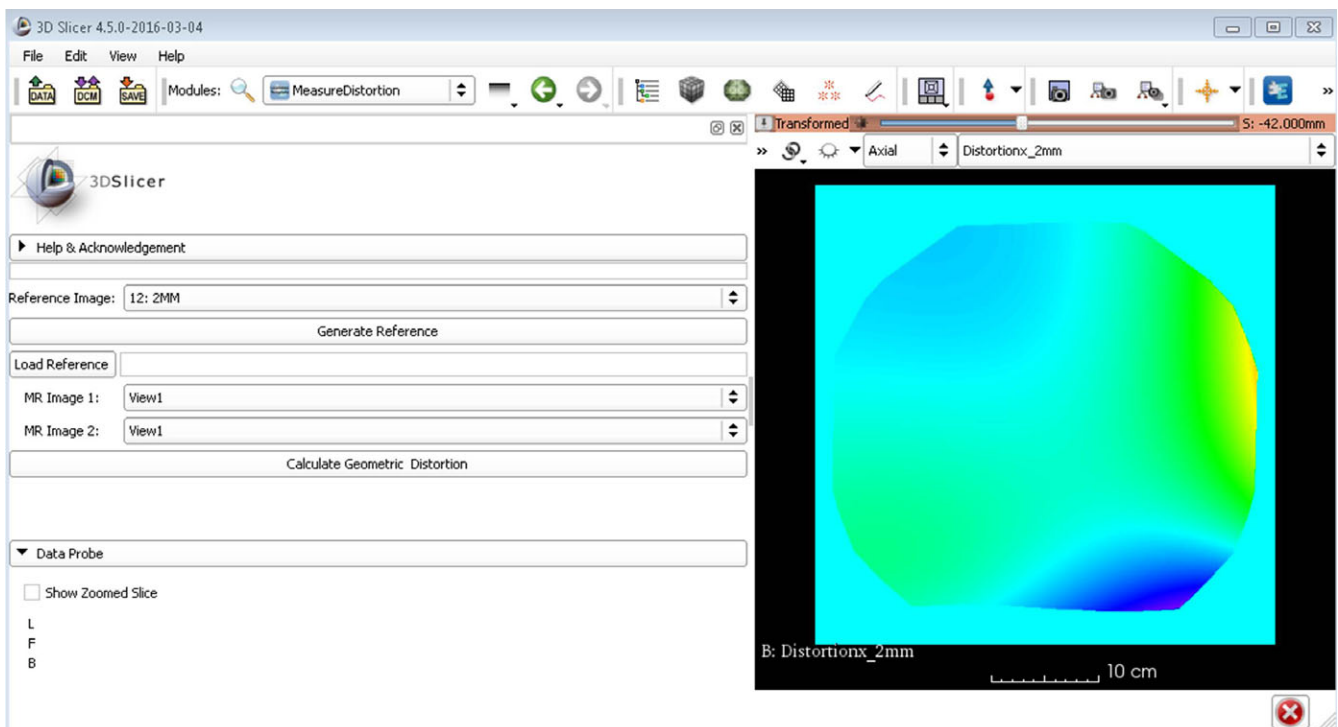 3D Slicer 4.5.0-2016-03-04
File Edit View Help
DATA DCM SAVE Modules: MeasureDistortion »
Transformed S: -42.000mm
» Axial Distortionx_2mm
3DSlicer
Help & Acknowledgement
Reference Image: 12: 2MM
Generate Reference
Load Reference
MR Image 1: View1
MR Image 2: View1
Calculate Geometric Distortion
Data Probe
Show Zoomed Slice
L
F
B
B: Distortionx_2mm
10 cm